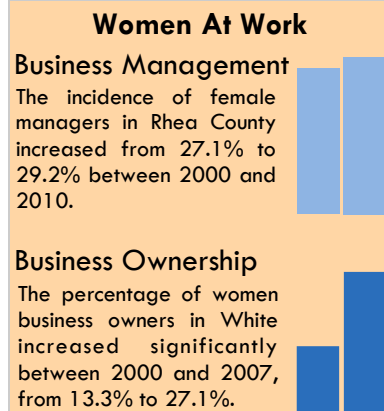 Women At Work
Business Management
The incidence of female
managers in Rhea County
increased from 27.1% to
29.2% between 2000 and
2010.
Business Ownership
The percentage of women
business owners in White
increased significantly
between 2000 and 2007,
from 13.3% to 27.1%.